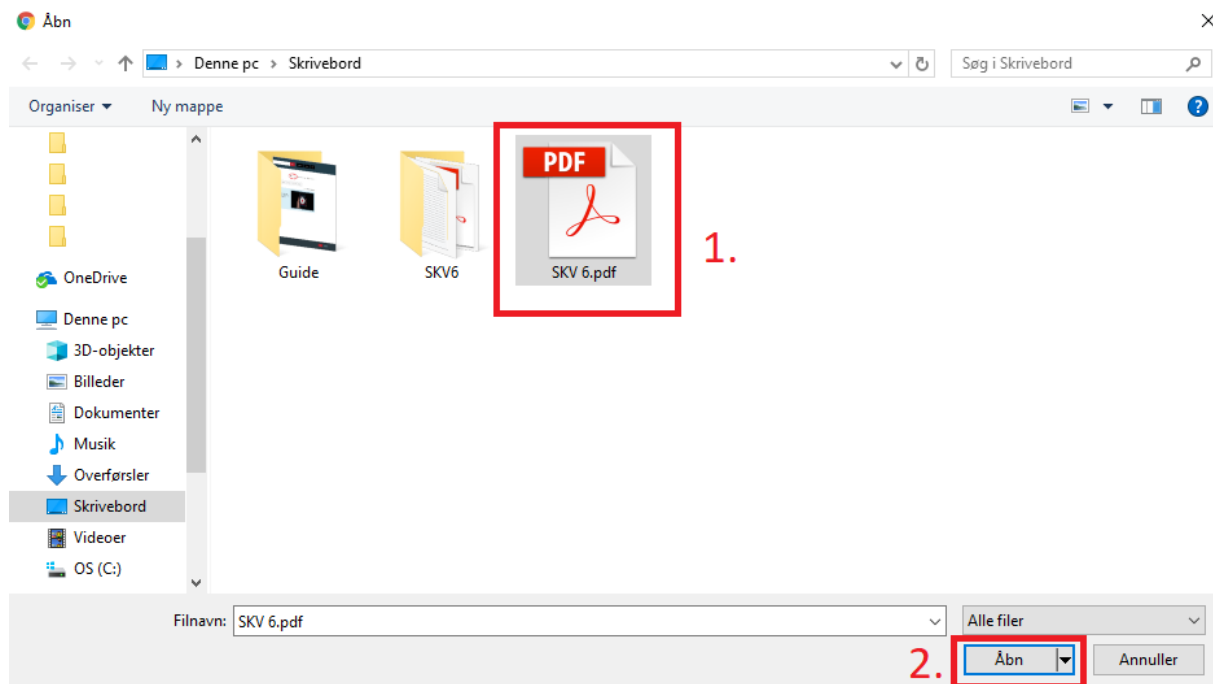 Åbn
Denne pc > Skrivebord
Søg i Skrivebord
Organiser
Ny mappe
PDF
Guide
SKV6
SKV 6.pdf
1.
OneDrive
Denne pc
3D-objekter
Billeder
Dokumenter
Musik
Overførsler
Skrivebord
Videoer
OS (C:)
Filnavn:
SKV 6.pdf
Alle filer
2.
Åbn
Annuller